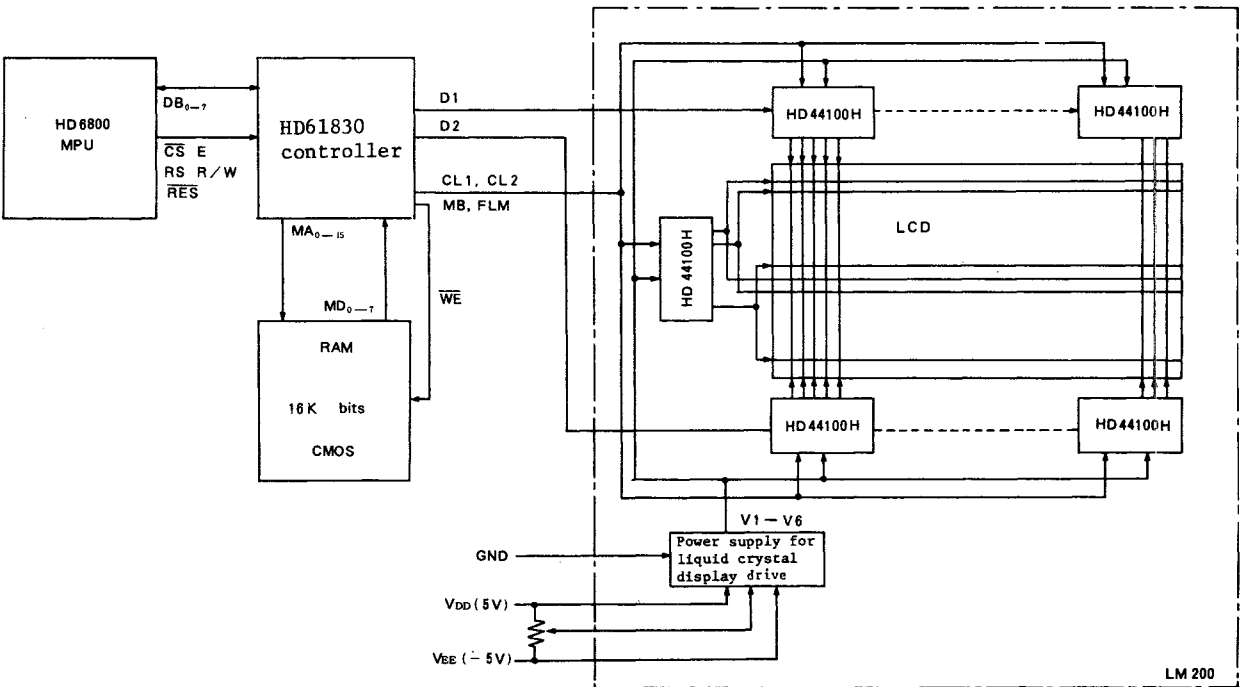 HD6800
MPU
DB0-7
CS E
RS R/W
RES
HD61830
controller
D1
D2
CL1, CL2
MB, FLM
MA0-15
MD0-7
WE
RAM
16K bits
CMOS
HD44100H
HD44100H
HD 44100H
LCD
HD44100H
HD44100H
V1-V6
Power supply for
liquid crystal
display drive
GND
VDD (5V)
VEE (-5V)
LM 200